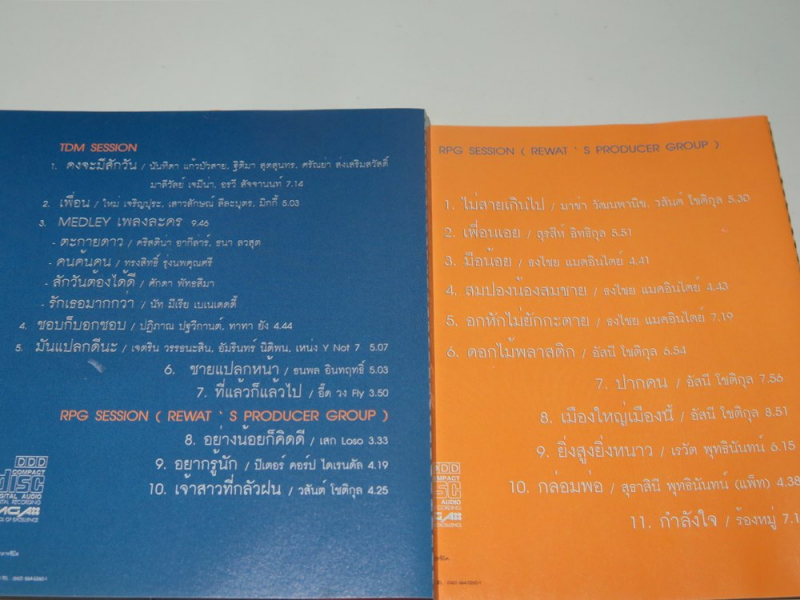 TDM SESSION
1. คงจะมีสักวัน / นันทิดา แก้วบัวสาย, ฐิติมา สุตสุนทร, ศรัณย่า ส่งเสริมสวัสดิ์
มาลีวัลย์ เจมีนา, อรวี สัจจานนท์ 7.14
2. เพื่อน / ใหม่ เจริญปุระ, เสาวลักษณ์ ลีละบุตร, มิกกี้ 5.03
3. MEDLEY เพลงละคร 9.46
- ตะกายดาว / คริสติน่า อากีล่าร์, ธนา ลวสุต
- คนค้นคน / ทรงสิทธิ์ รุ่งนพคุณศรี
- สักวันต้องได้ดี / ศักดา พัทธสีมา
- รักเธอมากกว่า / นัท มีเรีย เบเนเดดตี้
4. ชอบก็บอกชอบ / ปฏิภาณ ปฐวีกานต์, ทาทา ยัง 4.44
5. มันแปลกดีนะ / เจตริน วรรธนะสิน, อัมรินทร์ นิติพน, เหน่ง Y Not 7 5.07
6. ชายแปลกหน้า / ธนพล อินทฤทธิ์ 5.03
7. ที่แล้วก็แล้วไป / อี๊ด วง Fly 3.50
RPG SESSION ( REWAT ' S PRODUCER GROUP )
8. อย่างน้อยก็คิดดี / เสก Loso 3.33
9. อยากรู้นัก / ปีเตอร์ คอร์ป ไดเรนดัล 4.19
10. เจ้าสาวที่กลัวฝน / วสันต์ โชติกุล 4.25
DDD
COMPACT
disc
DIGITAL AUDIO
DIGITAL RECORDING
MGA
RPG SESSION ( REWAT ' S PRODUCER GROUP )
1. ไม่สายเกินไป / มาช่า วัฒนพานิช, วสันต์ โชติกุล 5.30
2. เพื่อนเอย / สุรสีห์ อิทธิกุล 5.51
3. มือน้อย / ธงไชย แมคอินไตย์ 4.41
4. สมปองน้องสมชาย / ธงไชย แมคอินไตย์ 4.43
5. อกหักไม่ยักกะตาย / ธงไชย แมคอินไตย์ 7.19
6. ดอกไม้พลาสติก / อัสนี โชติกุล 6.54
7. ปากคน / อัสนี โชติกุล 7.56
8. เมืองใหญ่เมืองนี้ / อัสนี โชติกุล 8.51
9. ยิ่งสูงยิ่งหนาว / เรวัต พุทธินันทน์ 6.15
10. กล่อมพ่อ / สุธาสินี พุทธินันทน์ (แพ็ท) 4.38
11. กำลังใจ / ร้องหมู่ 7.1
DDD
COMPACT
AUDIO